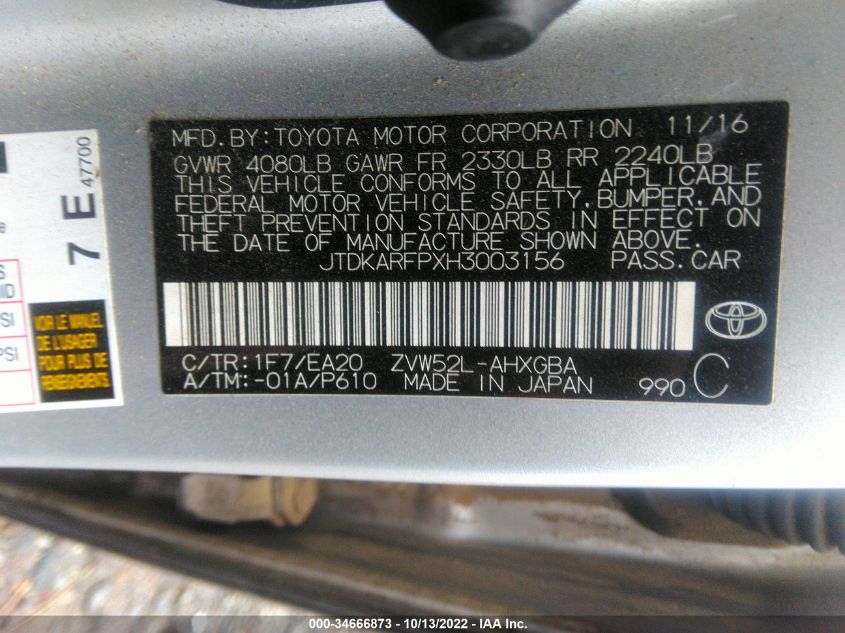 MFD.BY:TOYOTA MOTOR CORPORATION 11/16
GVWR 4080LB GAWR FR 2330LB RR 2240LB
THIS VEHICLE CONFORMS TO ALL APPLICABLE
FEDERAL MOTOR VEHICLE SAFETY,BUMPER,AND
THEFT PREVENTION STANDARDS IN EFFECT ON
THE DATE OF MANUFACTURE SHOWN ABOVE.
JTDKARFPXH3003156 PASS.CAR
C/TR:1F7/EA20 ZVW52L-AHXGBA
A/TM:-01A/P610 MADE IN JAPAN 990 C
7 E 47700
VOIR LE MANUEL
DE L'USAGER
POUR PLUS DE
RENSEIGNEMENTS
000-34666873 - 10/13/2022 - IAA Inc.